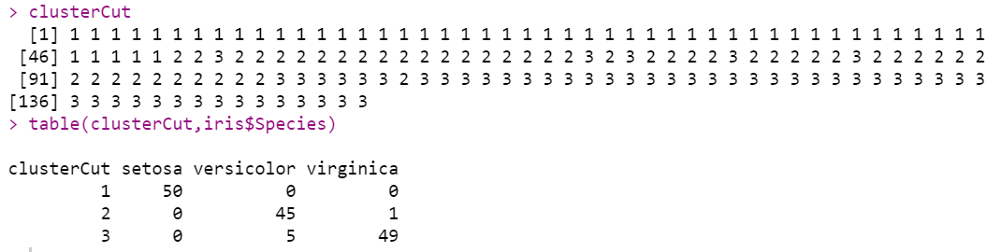 > clusterCut
[1] 1 1 1 1 1 1 1 1 1 1 1 1 1 1 1 1 1 1 1 1 1 1 1 1 1 1 1 1 1 1 1 1 1 1 1 1 1 1 1 1 1 1 1 1 1
[46] 1 1 1 1 1 2 2 3 2 2 2 2 2 2 2 2 2 2 2 2 2 2 2 2 2 3 2 3 2 2 2 2 3 2 2 2 2 2 3 2 2 2 2 2 2
[91] 2 2 2 2 2 2 2 2 2 2 3 3 3 3 3 3 2 3 3 3 3 3 3 3 3 3 3 3 3 3 3 3 3 3 3 3 3 3 3 3 3 3 3 3 3
[136] 3 3 3 3 3 3 3 3 3 3 3 3 3 3 3
> table(clusterCut,iris$Species)
clusterCut setosa versicolor virginica
1 50 0 0
2 0 45 1
3 0 5 49